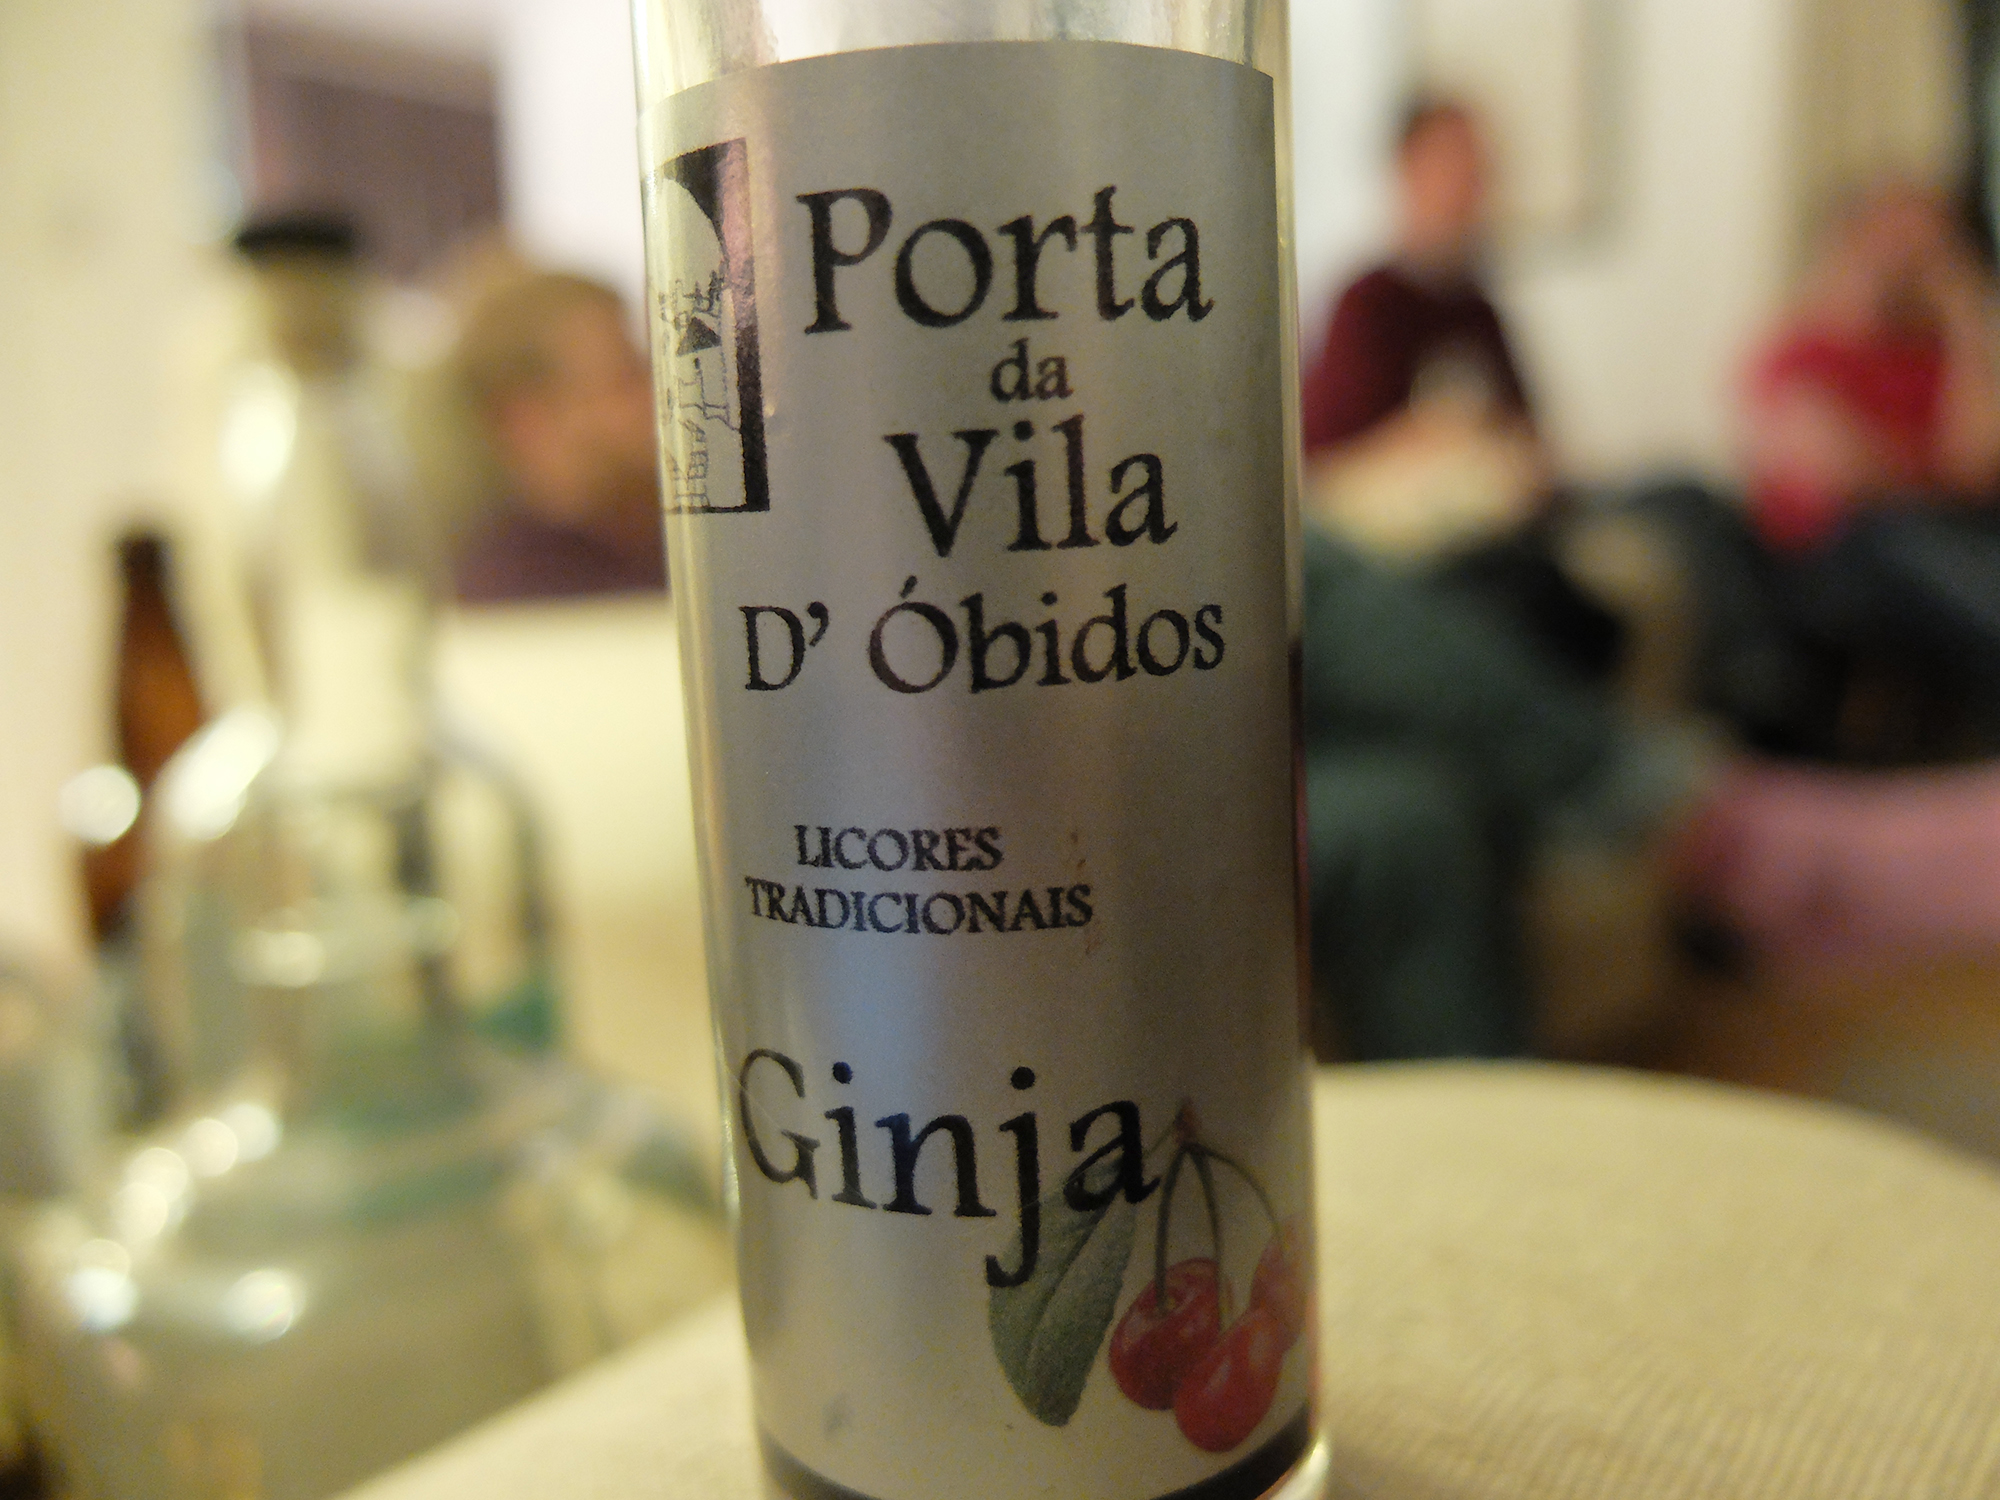 Porta
da
Vila
D' Óbidos
LICORES
TRADICIONAIS
Ginja